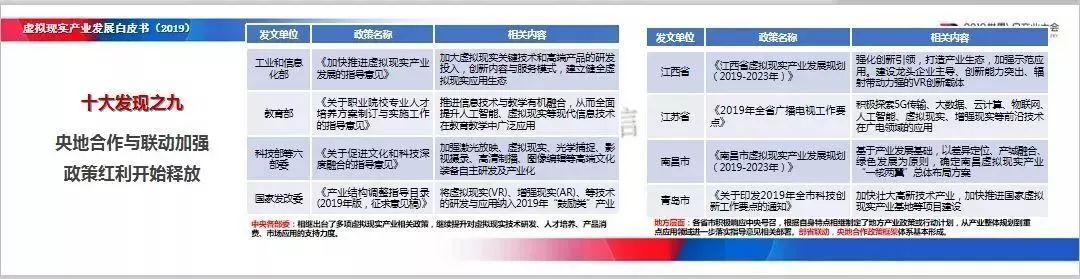 虚拟现实产业发展白皮书（2019）
十大发现之九
央地合作与联动加强
政策红利开始释放
发文单位 政策名称 相关内容
工业和信息
化部
《加快推进虚拟现实产业
发展的指导意见》
加大虚拟现实关键技术和高端产品的研发
投入，创新内容与服务模式，建立健全虚
拟现实应用生态
教育部
《关于职业院校专业人才
培养方案制订与实施工作
的指导意见》
推进信息技术与教学有机融合，从而全面
提升人工智能、虚拟现实等现代信息技术
在教育教学中广泛应用
科技部等六
部委
《关于促进文化和科技深
度融合的指导意见》
加强激光放映、虚拟现实、光学捕捉、影
视摄录、高清制播、图像编辑等高端文化
装备自主研发及产业化
国家发改委
《产业结构调整指导目录
（2019年版，征求意见稿）》
将虚拟现实(VR)、增强现实(AR)、等技术
的研发与应用纳入2019年“鼓励类”产业
中央各部委：相继出台了多项虚拟现实产业相关政策，继续提升对虚拟现实技术研发、人才培养、产品消
费、市场应用的支持力度。
言
发文单位 政策名称 相关内容
江西省
《江西省虚拟现实产业发展规划
（2019-2023年）》
强化创新引领，打造产业生态，加强示范应
用。建设龙头企业主导、创新能力突出、辐
射带动力强的VR创新载体
江苏省
《2019年全省广播电视工作要
点》
积极探索5G传输、大数据、云计算、物联网、
人工智能、虚拟现实、增强现实等前沿技术
在广电领域的应用
南昌市
《南昌市虚拟现实产业发展规划
（2019-2023年）》
基于产业发展基础，以差异定位、产城融合、
绿色发展为原则，确定南昌虚拟现实产业
“一核两翼”总体布局方案
青岛市
《关于印发2019年全市科技创
新工作要点的通知》
加快壮大高新技术产业，加快推进国家虚拟
现实产业基地等项目建设
地方层面：各省市积极响应中央号召，根据自身特点相继制定了地方产业政策或行动计划，从产业整体规划到重
点应用领域进一步落实指导意见相关部署。部省联动，央地合作政策框架体系基本形成。